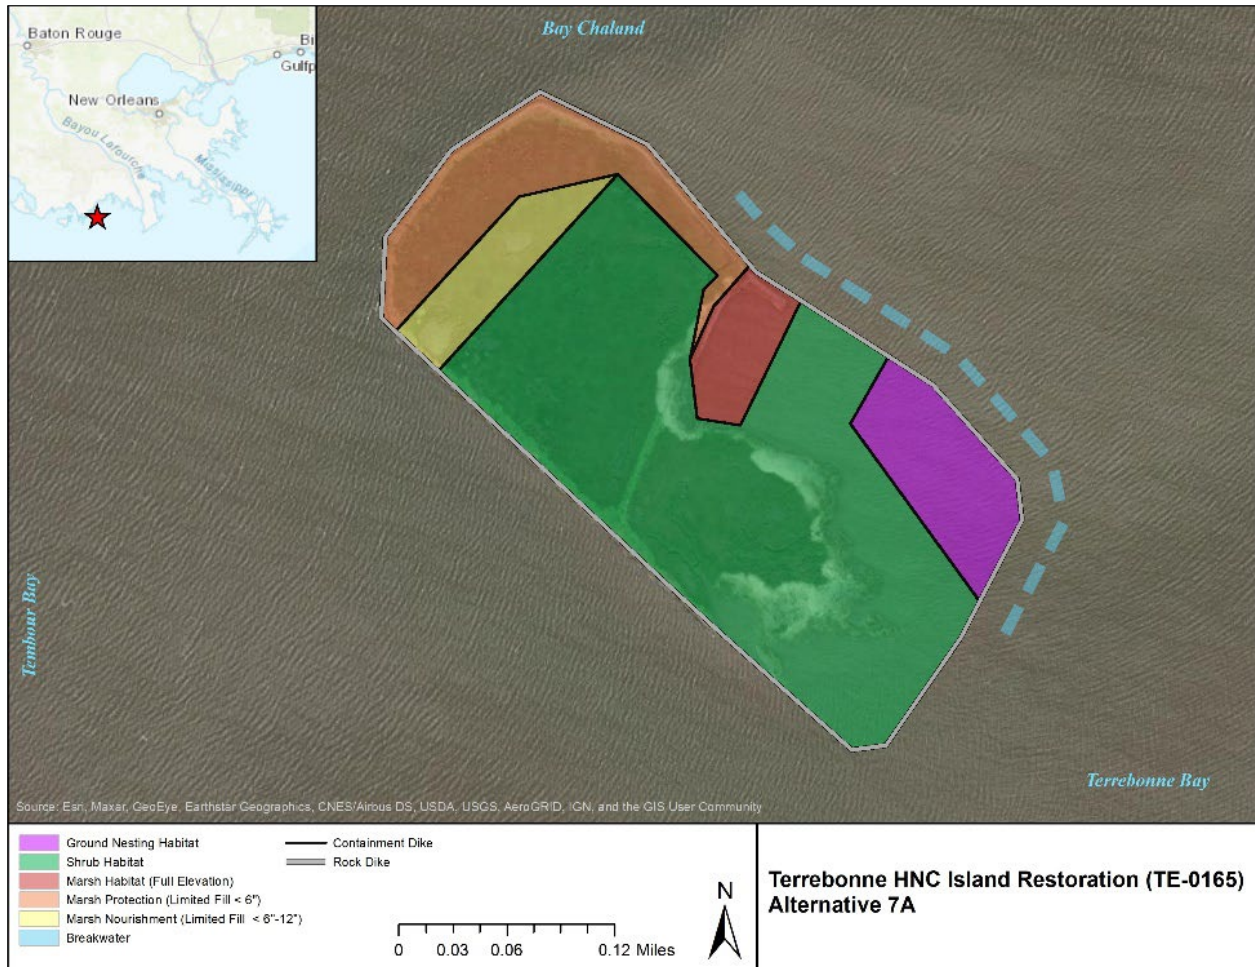 Bay Chaland
Baton Rouge
Bi
Gulfp
New Orleans
Bayou Lafourche
Mississippi
Tembour Bay
Terrebonne Bay
Source: Esri, Maxar, GeoEye, Earthstar Geographics, CNES/Airbus DS, USDA, USGS, AeroGRID, IGN, and the GIS User Community
Ground Nesting Habitat
Shrub Habitat
Marsh Habitat (Full Elevation)
Marsh Protection (Limited Fill < 6")
Marsh Nourishment (Limited Fill < 6"-12")
Breakwater
Containment Dike
Rock Dike
0 0.03 0.06 0.12 Miles
N
Terrebonne HNC Island Restoration (TE-0165)
Alternative 7A